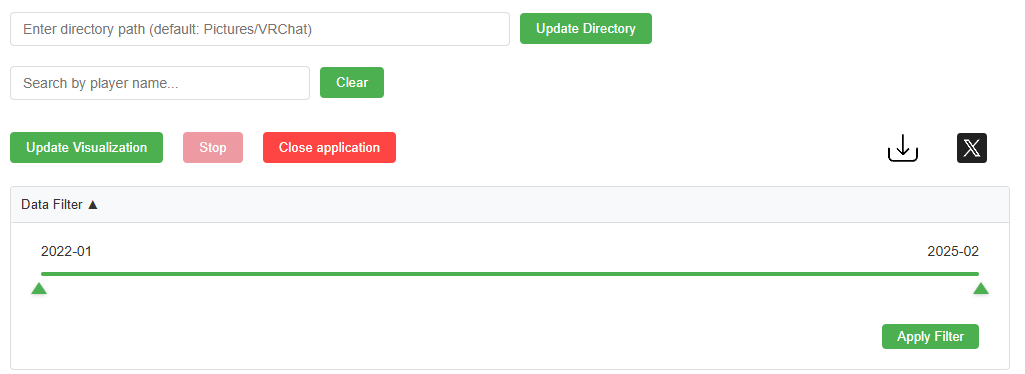 Enter directory path (default: Pictures/VRChat) Update Directory
Search by player name... Clear
Update Visualization Stop Close application
Data Filter ▲
2022-01 2025-02
Apply Filter